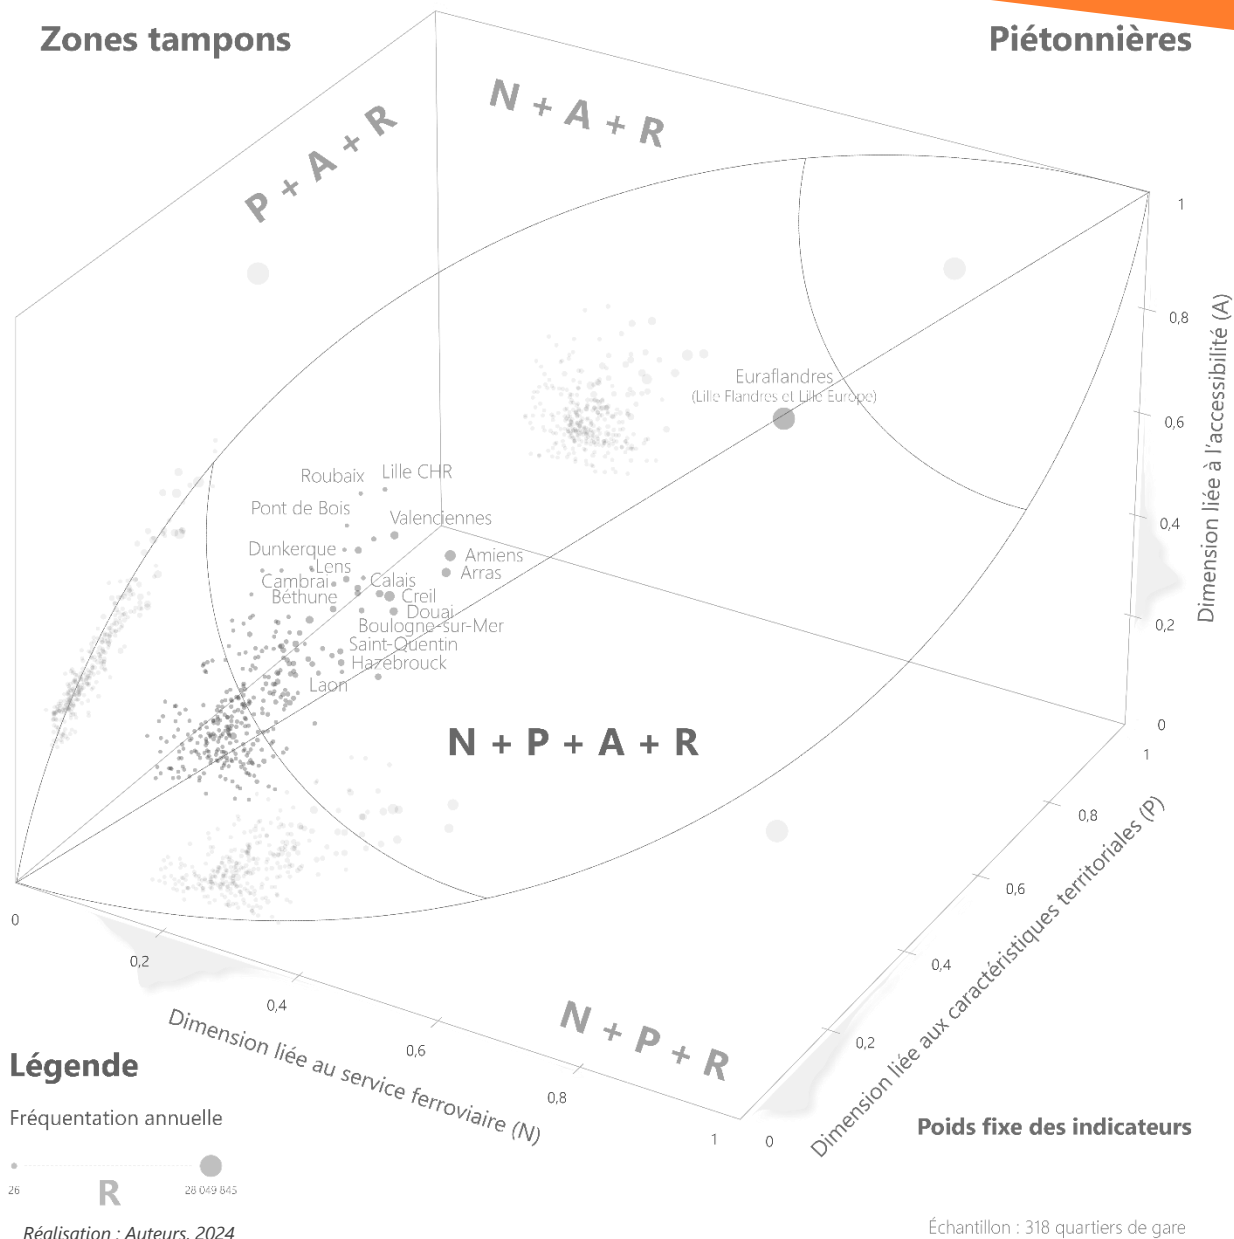 Zones tampons
Piétonnières
P + A + R
N + A + R
1
0,8
0,6
0,4
0,2
0
Dimension liée à l'accessibilité (A)
Euraflandres
(Lille Flandres et Lille Europe)
Roubaix
Lille CHR
Pont de Bois
Valenciennes
Dunkerque
Amiens
Lens
Arras
Cambrai
Calais
Béthune
Creil
Douai
Boulogne-sur-Mer
Saint-Quentin
Hazebrouck
Laon
N + P + A + R
1
0,8
0,6
0,4
0,2
0
Dimension liée aux caractéristiques territoriales (P)
0
0,2
0,4
0,6
0,8
1
Dimension liée au service ferroviaire (N)
N + P + R
Légende
Fréquentation annuelle
26
R
28 049 845
Réalisation : Auteurs, 2024
Poids fixe des indicateurs
Échantillon : 318 quartiers de gare